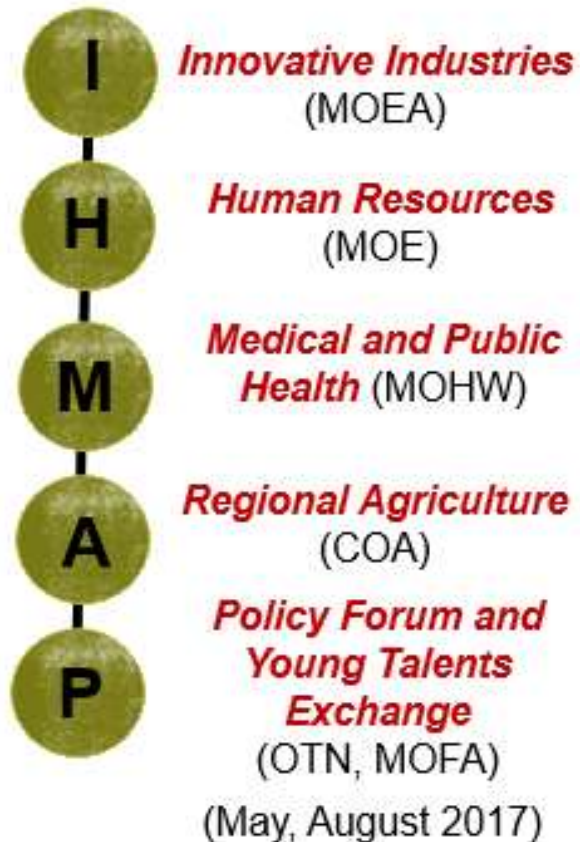 I
Innovative Industries
(MOEA)
H
Human Resources
(MOE)
M
Medical and Public
Health (MOHW)
A
Regional Agriculture
(COA)
P
Policy Forum and
Young Talents
Exchange
(OTN, MOFA)
(May, August 2017)